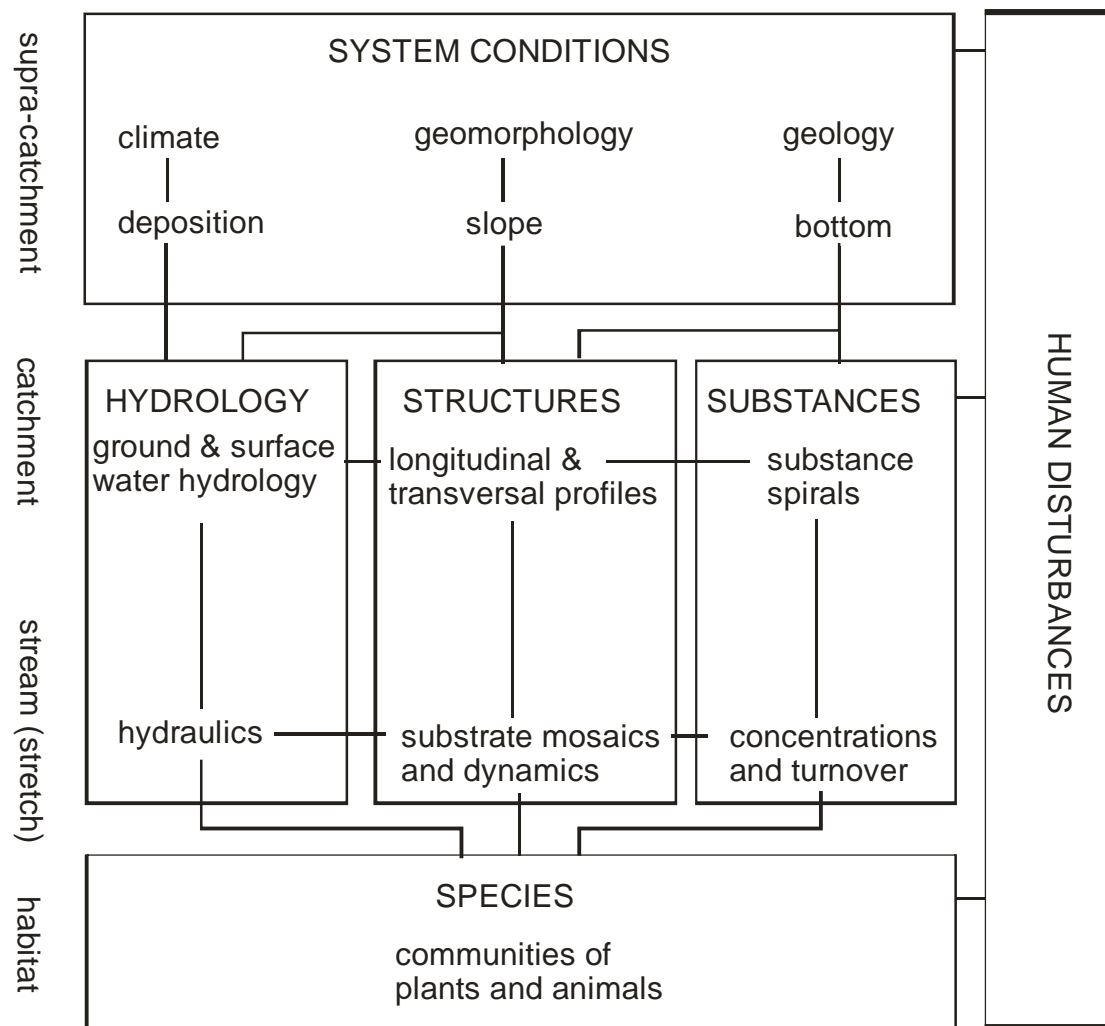 supra-catchment
SYSTEM CONDITIONS
climate
geomorphology
geology
deposition
slope
bottom
catchment
HYDROLOGY
ground & surface
water hydrology
STRUCTURES
longitudinal &
transversal profiles
SUBSTANCES
substance
spirals
stream (stretch)
hydraulics
substrate mosaics
and dynamics
concentrations
and turnover
habitat
SPECIES
communities of
plants and animals
HUMAN DISTURBANCES